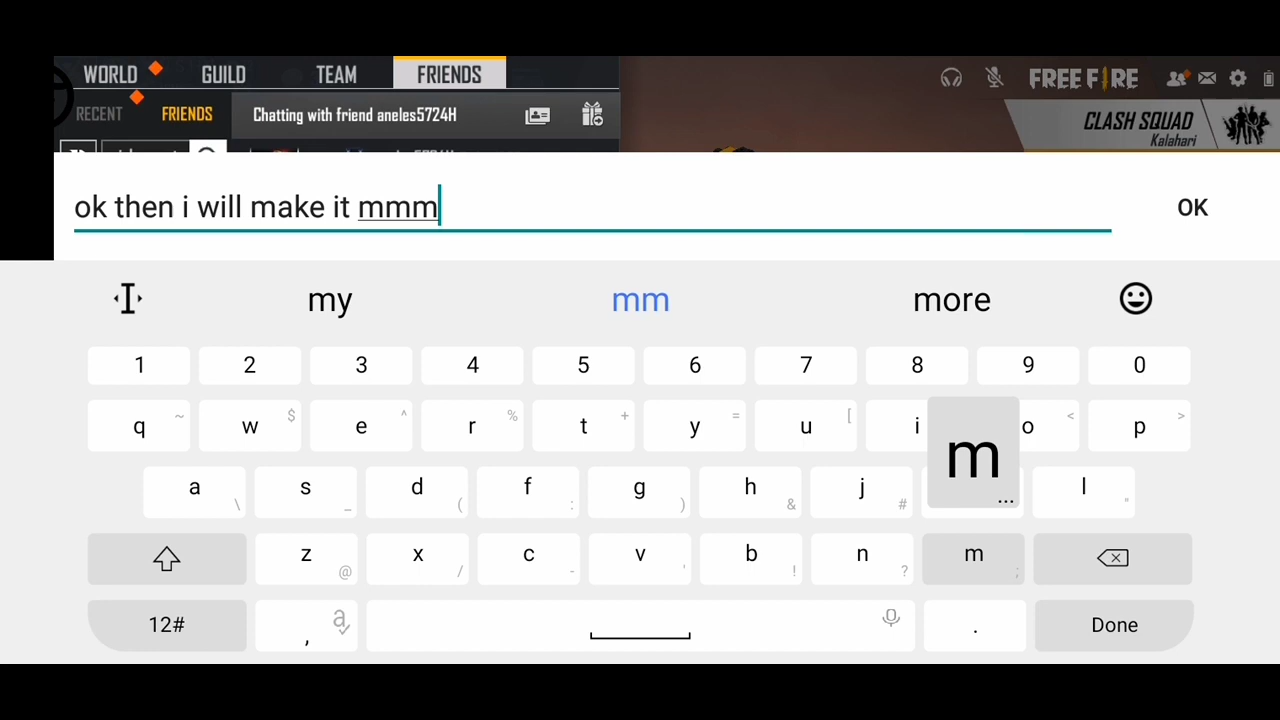 WORLD GUILD TEAM FRIENDS
FREE FIRE
RECENT FRIENDS Chatting with friend aneles5724H
CLASH SQUAD
Kalahari
ok then i will make it mmm
OK
my mm more
1 2 3 4 5 6 7 8 9 0
q ~ w $ e ^ r % t + y = u [ i o < p >
m ...
a \ s _ d ( f : g ) h & j # l "
z @ x / c - v ' b ! n ? m ;
12# , a . Done